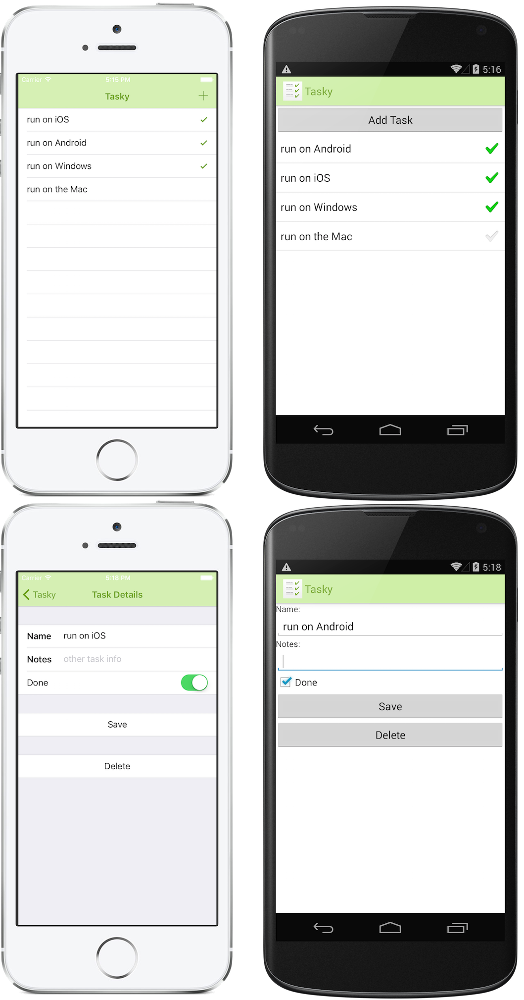 Carrier 5:15 PM
Tasky
run on iOS
run on Android
run on Windows
run on the Mac
5:16
Tasky
Add Task
run on Android
run on iOS
run on Windows
run on the Mac
Carrier 5:18 PM
Tasky Task Details
Name run on iOS
Notes other task info
Done
Save
Delete
5:18
Tasky
Name:
run on Android
Notes:
Done
Save
Delete